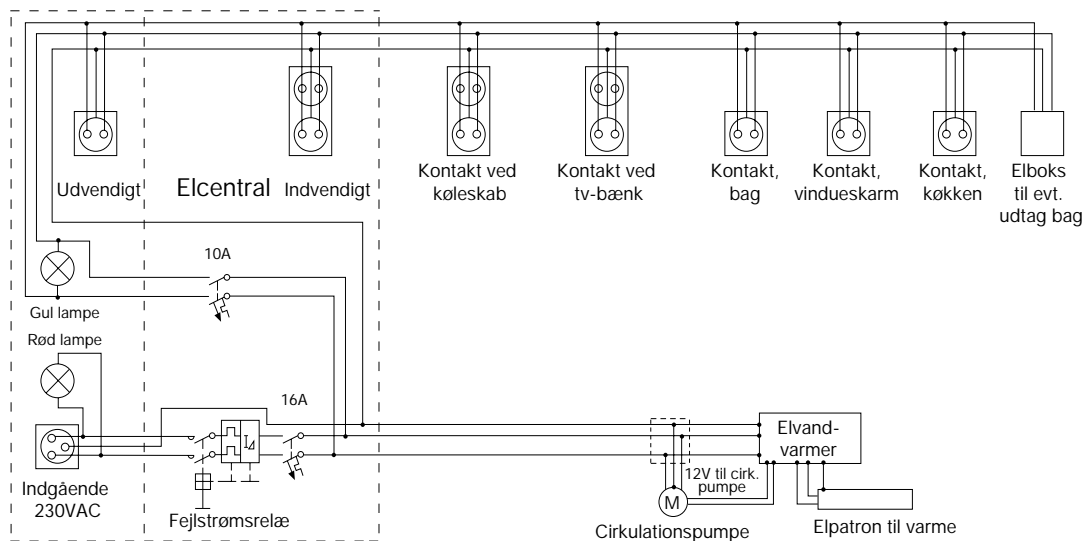 Udvendigt
Elcentral
Indvendigt
Kontakt ved
køleskab
Kontakt ved
tv-bænk
Kontakt,
bag
Kontakt,
vindueskarm
Kontakt,
køkken
Elboks
til evt.
udtag bag
10A
Gul lampe
Rød lampe
16A
I⊿
Indgående
230VAC
Fejlstrømsrelæ
Elvand-
varmer
12V til cirk.
pumpe
M
Cirkulationspumpe
Elpatron til varme